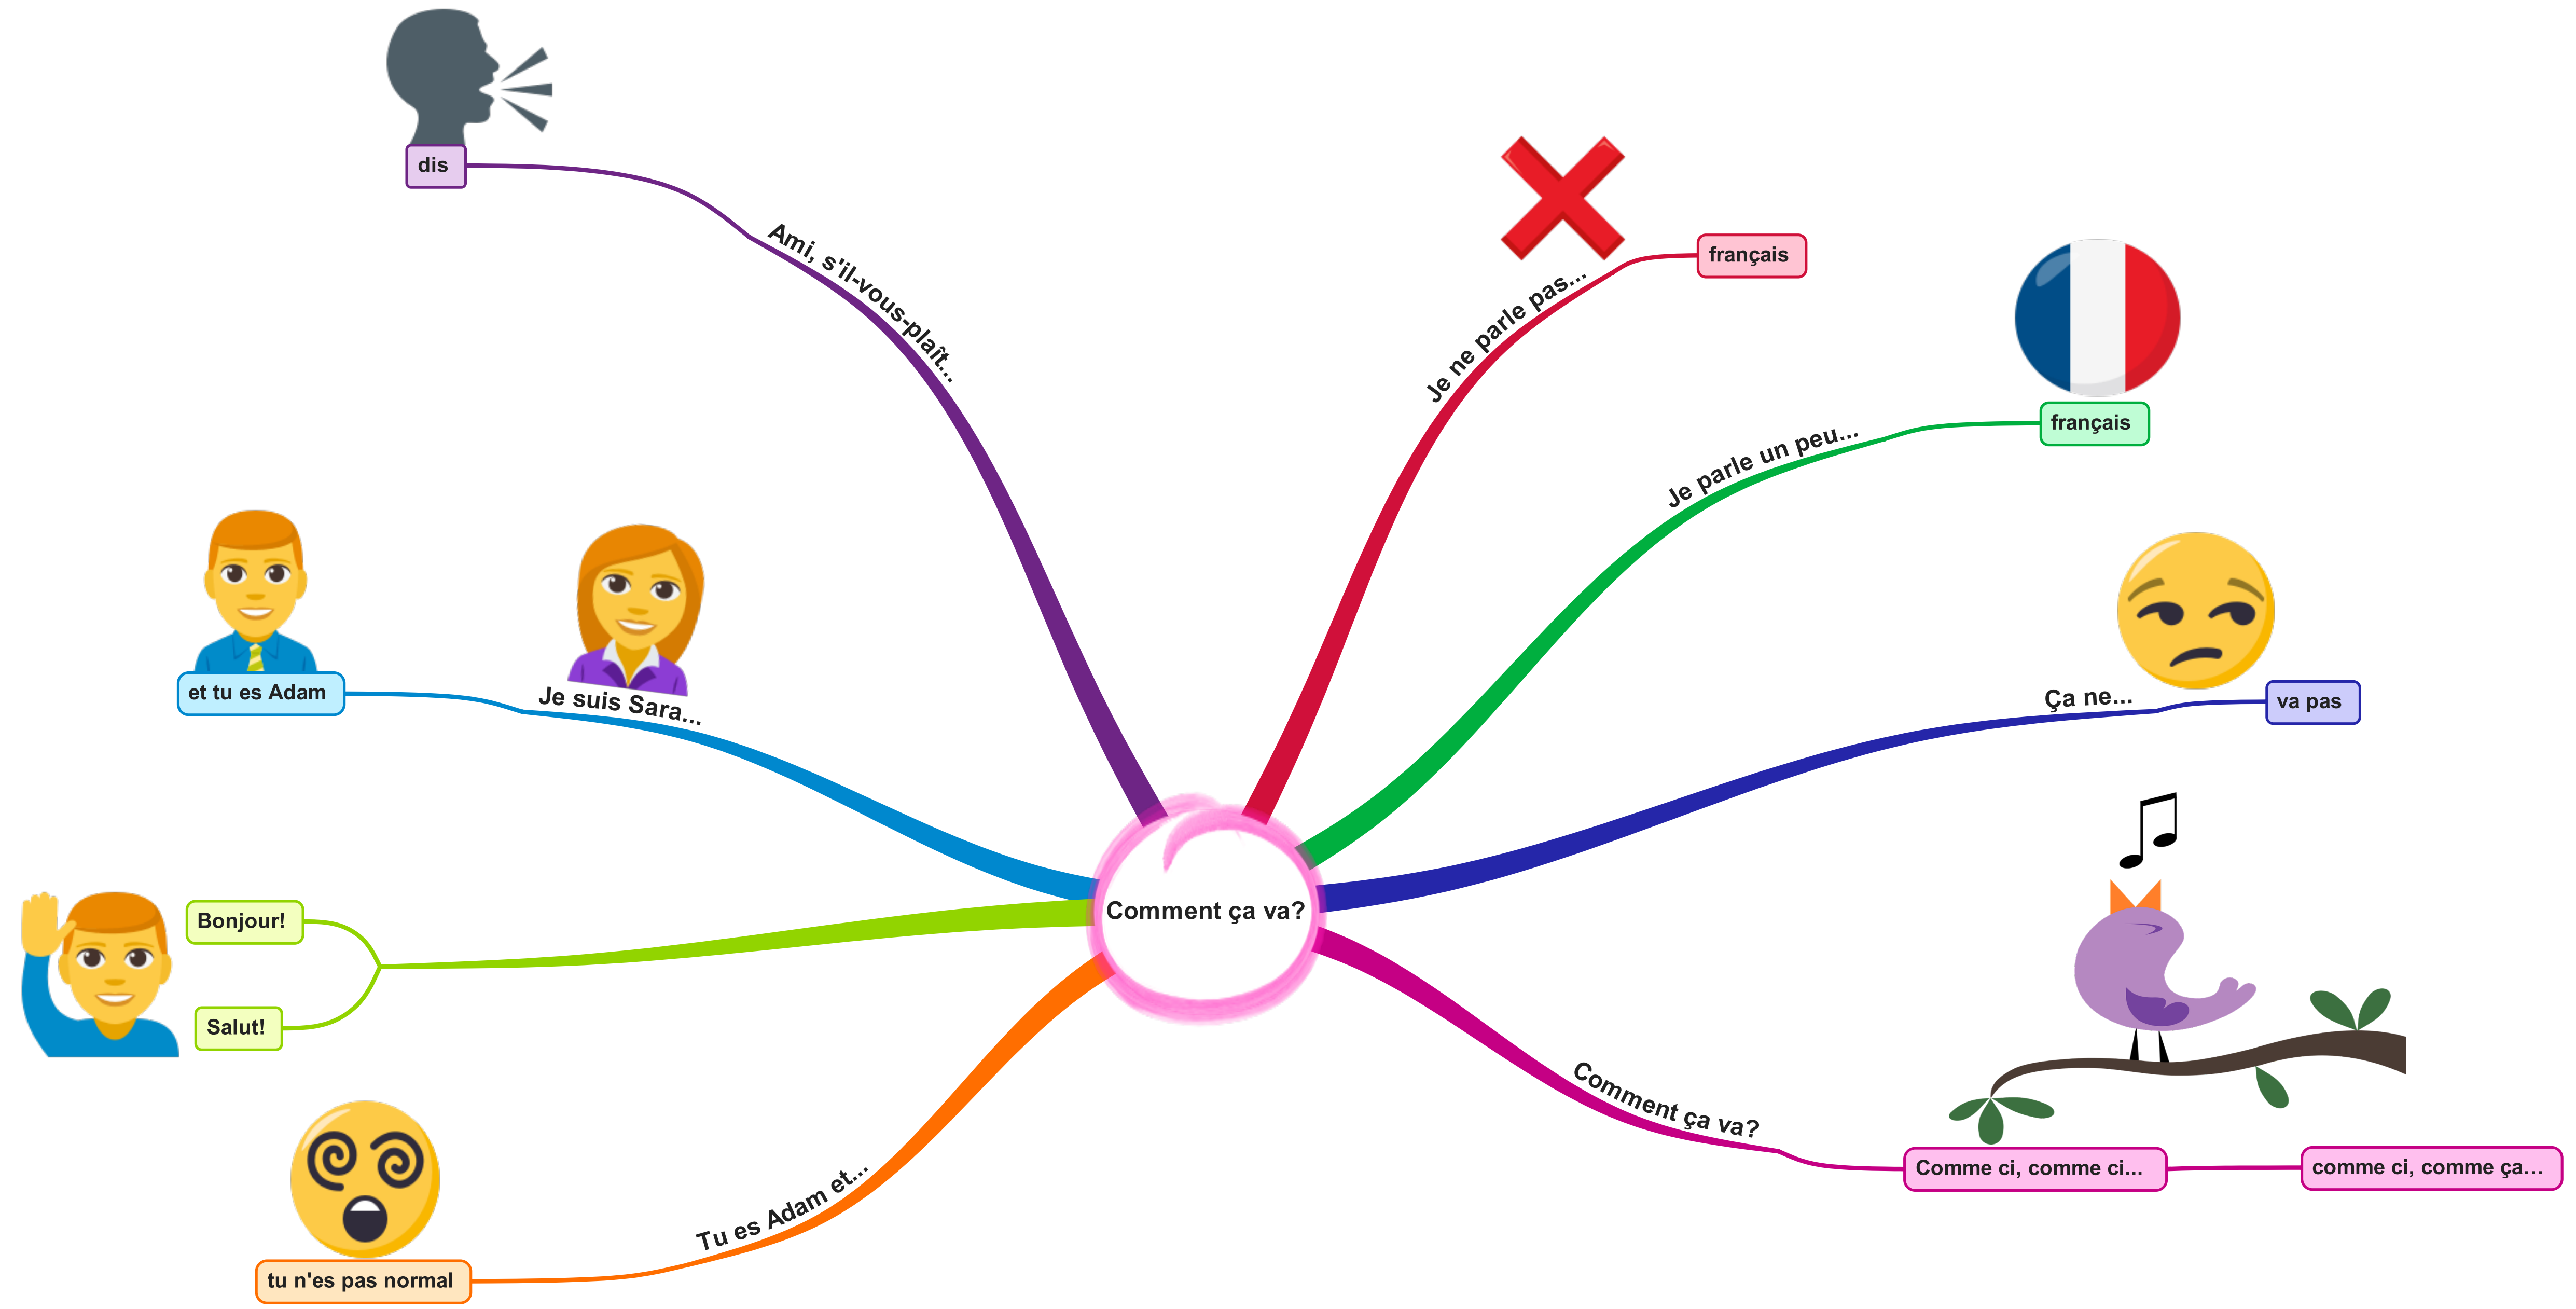 dis
Ami, s'il-vous-plaît...
Je ne parle pas...
français
Je parle un peu...
français
et tu es Adam
Je suis Sara...
Ça ne...
va pas
Bonjour!
Salut!
Comment ça va?
Comment ça va?
Comme ci, comme ci...
comme ci, comme ça...
Tu es Adam et...
tu n'es pas normal